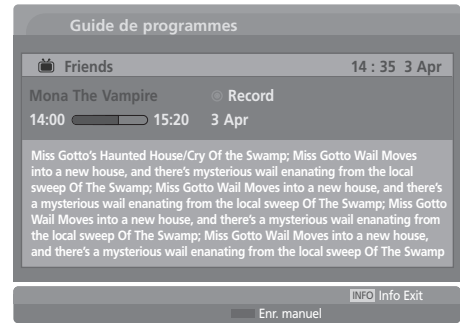 Guide de programmes
Friends 14 : 35 3 Apr
Mona The Vampire Record
14:00 15:20 3 Apr
Miss Gotto's Haunted House/Cry Of the Swamp; Miss Gotto Wail Moves
into a new house, and there's mysterious wail enanating from the local
sweep Of The Swamp; Miss Gotto Wail Moves into a new house, and there's
a mysterious wail enanating from the local sweep Of The Swamp; Miss Gotto
Wail Moves into a new house, and there's a mysterious wail enanating from
the local sweep Of The Swamp; Miss Gotto Wail Moves into a new house,
and there's a mysterious wail enanating from the local sweep Of The Swamp
INFO Info Exit
Enr. manuel